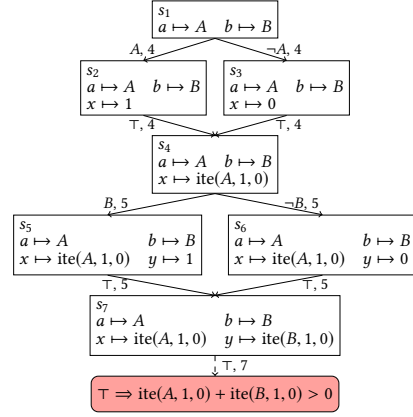 s₁
a ↦ A b ↦ B
A, 4 ¬A, 4
s₂
a ↦ A b ↦ B
x ↦ 1
s₃
a ↦ A b ↦ B
x ↦ 0
⊤, 4 ⊤, 4
s₄
a ↦ A b ↦ B
x ↦ ite(A, 1, 0)
B, 5 ¬B, 5
s₅
a ↦ A b ↦ B
x ↦ ite(A, 1, 0) y ↦ 1
s₆
a ↦ A b ↦ B
x ↦ ite(A, 1, 0) y ↦ 0
⊤, 5 ⊤, 5
s₇
a ↦ A b ↦ B
x ↦ ite(A, 1, 0) y ↦ ite(B, 1, 0)
⊤, 7
⊤ ⇒ ite(A, 1, 0) + ite(B, 1, 0) > 0